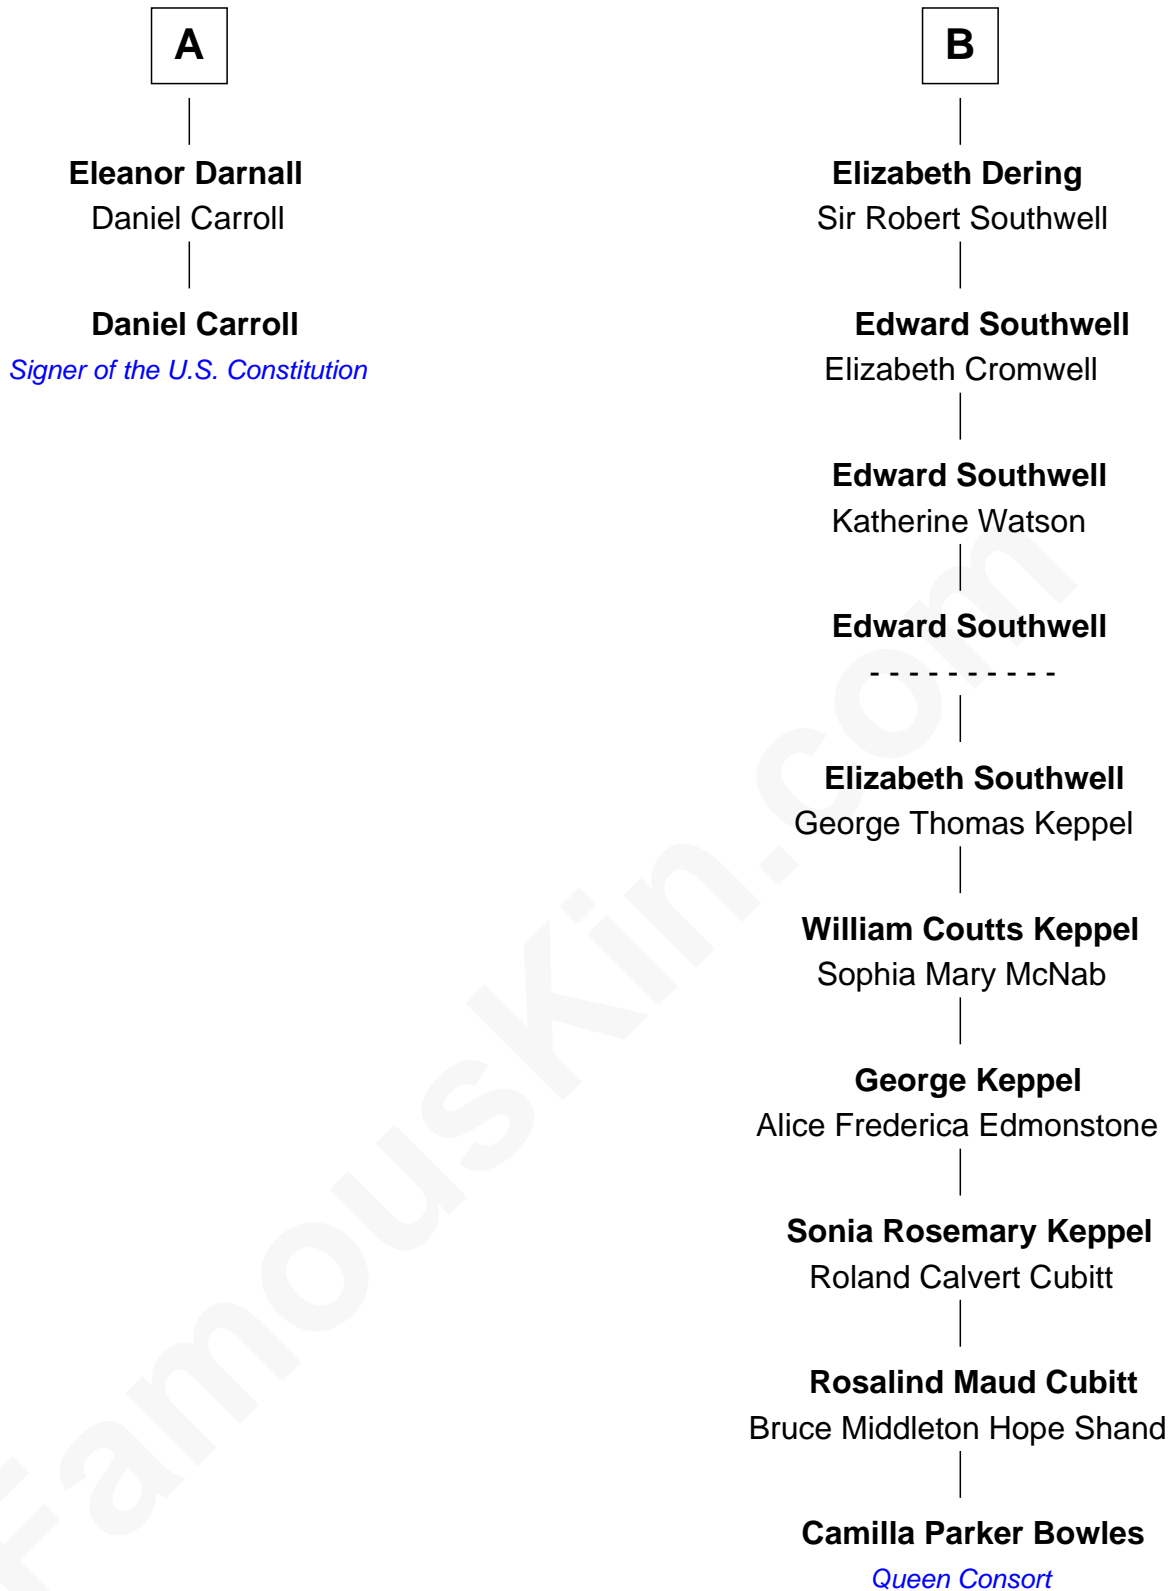 A
Eleanor Darnall
Daniel Carroll
Daniel Carroll
Signer of the U.S. Constitution
B
Elizabeth Dering
Sir Robert Southwell
Edward Southwell
Elizabeth Cromwell
Edward Southwell
Katherine Watson
Edward Southwell
- - - - - - - - - -
Elizabeth Southwell
George Thomas Keppel
William Coutts Keppel
Sophia Mary McNab
George Keppel
Alice Frederica Edmonstone
Sonia Rosemary Keppel
Roland Calvert Cubitt
Rosalind Maud Cubitt
Bruce Middleton Hope Shand
Camilla Parker Bowles
Queen Consort
FamousKin.com